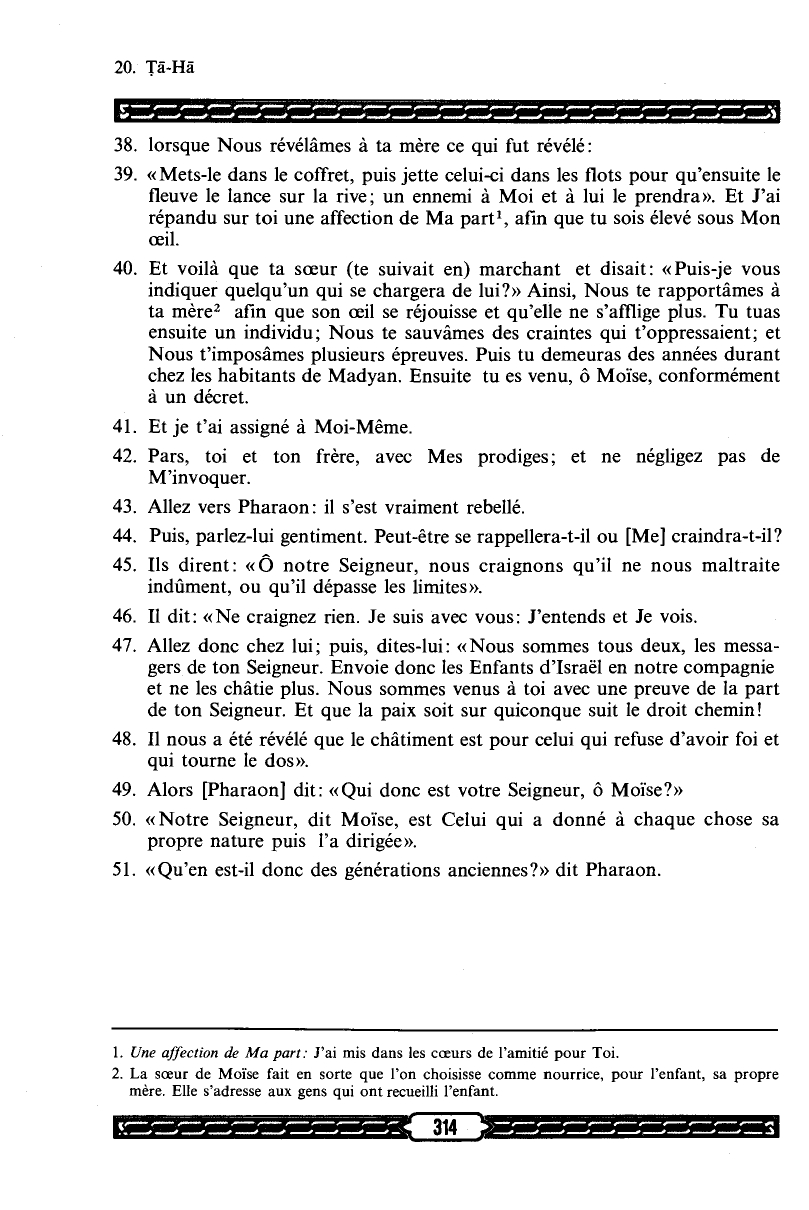 20. Ṭā-Hā
38. lorsque Nous révélâmes à ta mère ce qui fut révélé:
39. «Mets-le dans le coffret, puis jette celui-ci dans les flots pour qu'ensuite le
fleuve le lance sur la rive; un ennemi à Moi et à lui le prendra». Et J'ai
répandu sur toi une affection de Ma part¹, afin que tu sois élevé sous Mon
œil.
40. Et voilà que ta sœur (te suivait en) marchant et disait: «Puis-je vous
indiquer quelqu'un qui se chargera de lui?» Ainsi, Nous te rapportâmes à
ta mère² afin que son œil se réjouisse et qu'elle ne s'afflige plus. Tu tuas
ensuite un individu; Nous te sauvâmes des craintes qui t'oppressaient; et
Nous t'imposâmes plusieurs épreuves. Puis tu demeuras des années durant
chez les habitants de Madyan. Ensuite tu es venu, ô Moïse, conformément
à un décret.
41. Et je t'ai assigné à Moi-Même.
42. Pars, toi et ton frère, avec Mes prodiges; et ne négligez pas de
M'invoquer.
43. Allez vers Pharaon: il s'est vraiment rebellé.
44. Puis, parlez-lui gentiment. Peut-être se rappellera-t-il ou [Me] craindra-t-il?
45. Ils dirent: «Ô notre Seigneur, nous craignons qu'il ne nous maltraite
indûment, ou qu'il dépasse les limites».
46. Il dit: «Ne craignez rien. Je suis avec vous: J'entends et Je vois.
47. Allez donc chez lui; puis, dites-lui: «Nous sommes tous deux, les messa-
gers de ton Seigneur. Envoie donc les Enfants d'Israël en notre compagnie
et ne les châtie plus. Nous sommes venus à toi avec une preuve de la part
de ton Seigneur. Et que la paix soit sur quiconque suit le droit chemin!
48. Il nous a été révélé que le châtiment est pour celui qui refuse d'avoir foi et
qui tourne le dos».
49. Alors [Pharaon] dit: «Qui donc est votre Seigneur, ô Moïse?»
50. «Notre Seigneur, dit Moïse, est Celui qui a donné à chaque chose sa
propre nature puis l'a dirigée».
51. «Qu'en est-il donc des générations anciennes?» dit Pharaon.
1. Une affection de Ma part: J'ai mis dans les cœurs de l'amitié pour Toi.
2. La sœur de Moïse fait en sorte que l'on choisisse comme nourrice, pour l'enfant, sa propre
mère. Elle s'adresse aux gens qui ont recueilli l'enfant.
314